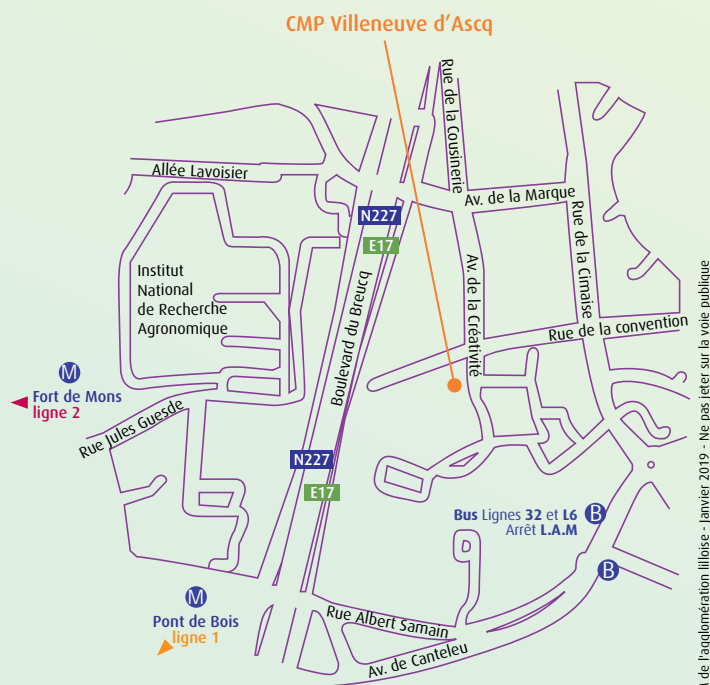 CMP Villeneuve d'Ascq
Rue de la Cousinerie
Allée Lavoisier
Av. de la Marque
N227
E17
Rue de la Cimaise
Institut
National
de Recherche
Agronomique
Av. de la Créativité
Boulevard du Breucq
Rue de la convention
M
Fort de Mons
ligne 2
Rue Jules Guesde
N227
E17
Bus Lignes 32 et L6
Arrêt L.A.M
B
B
M
Pont de Bois
ligne 1
Rue Albert Samain
Av. de Canteleu
de l'agglomération lilloise - Janvier 2019 - Ne pas jeter sur la voie publique